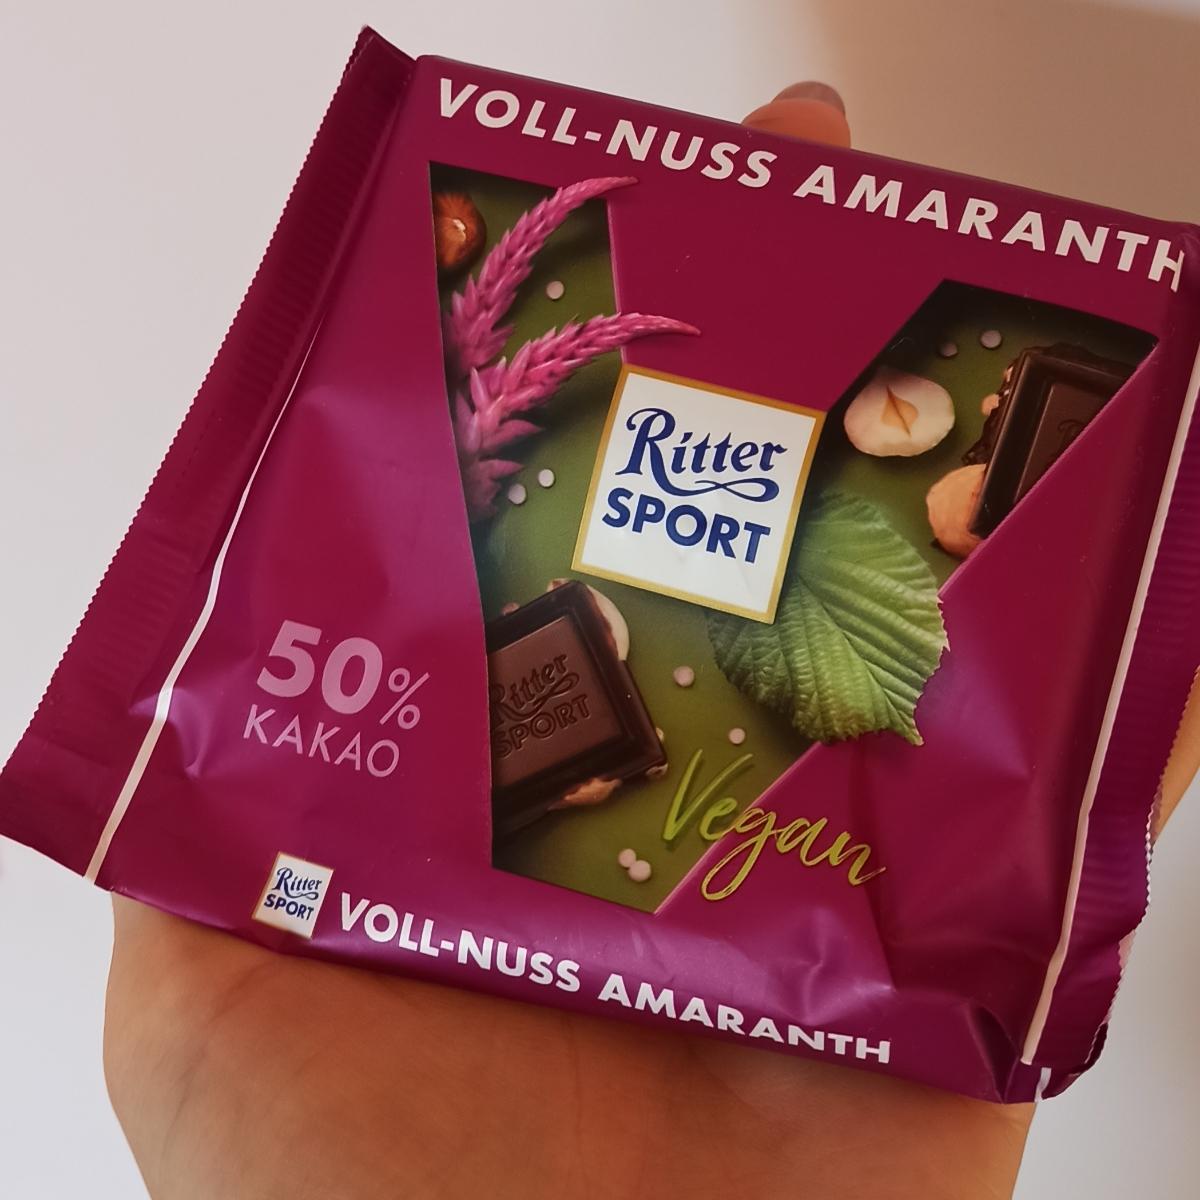 VOLL-NUSS AMARANTH
Ritter
SPORT
50%
KAKAO
Ritter
SPORT
Vegan
Ritter
SPORT
VOLL-NUSS AMARANTH